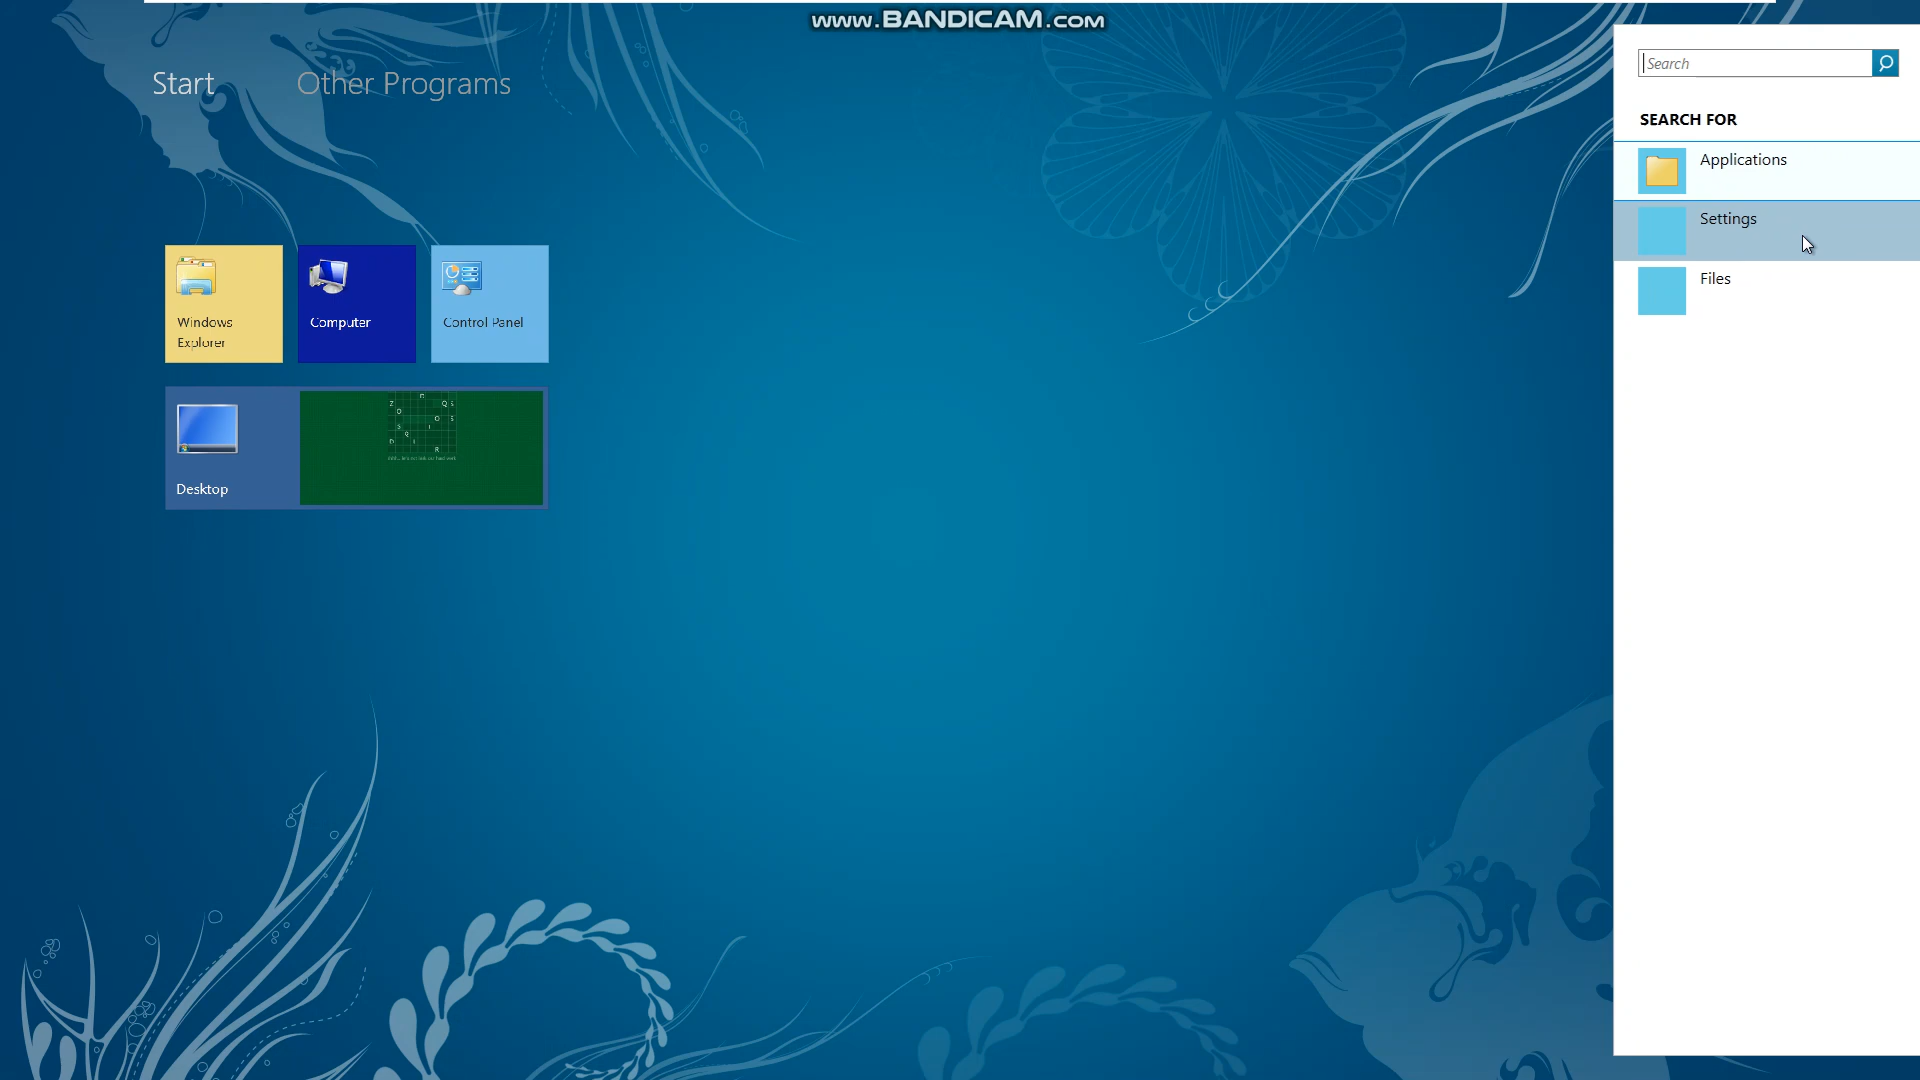 www.BANDICAM.com
Start
Other Programs
Search
SEARCH FOR
Applications
Settings
Files
Windows
Explorer
Computer
Control Panel
Desktop